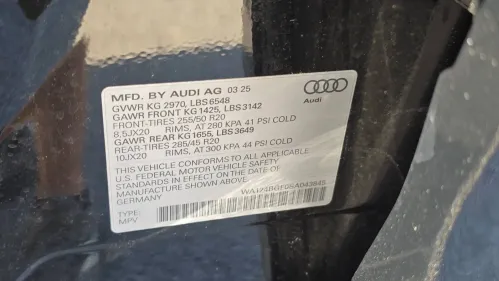 MFD. BY AUDI AG 03 25
GVWR KG 2970, LBS 6548
GAWR FRONT KG 1425, LBS 3142
FRONT-TIRES 255/50 R20
8,5JX20 RIMS, AT 280 KPA 41 PSI COLD
GAWR REAR KG 1655, LBS 3649
REAR-TIRES 285/45 R20
10JX20 RIMS, AT 300 KPA 44 PSI COLD
THIS VEHICLE CONFORMS TO ALL APPLICABLE
U.S. FEDERAL MOTOR VEHICLE SAFETY
STANDARDS IN EFFECT ON THE DATE OF
MANUFACTURE SHOWN ABOVE.
GERMANY
TYPE:
MPV
Audi